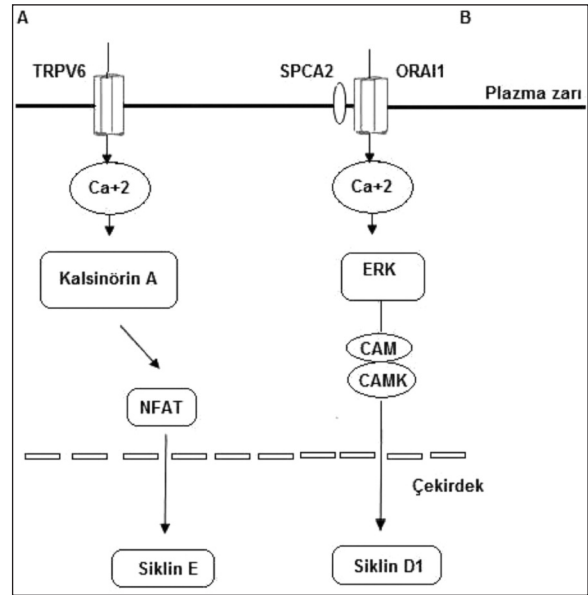 A
B
TRPV6
SPCA2
ORAI1
Plazma zarı
Ca+2
Ca+2
Kalsinörin A
ERK
CAM
CAMK
NFAT
Çekirdek
Siklin E
Siklin D1